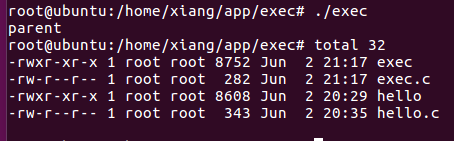 root@ubuntu:/home/xiang/app/exec# ./exec
parent
root@ubuntu:/home/xiang/app/exec# total 32
-rwxr-xr-x 1 root root 8752 Jun  2 21:17 exec
-rw-r--r-- 1 root root  282 Jun  2 21:17 exec.c
-rwxr-xr-x 1 root root 8608 Jun  2 20:29 hello
-rw-r--r-- 1 root root  343 Jun  2 20:35 hello.c